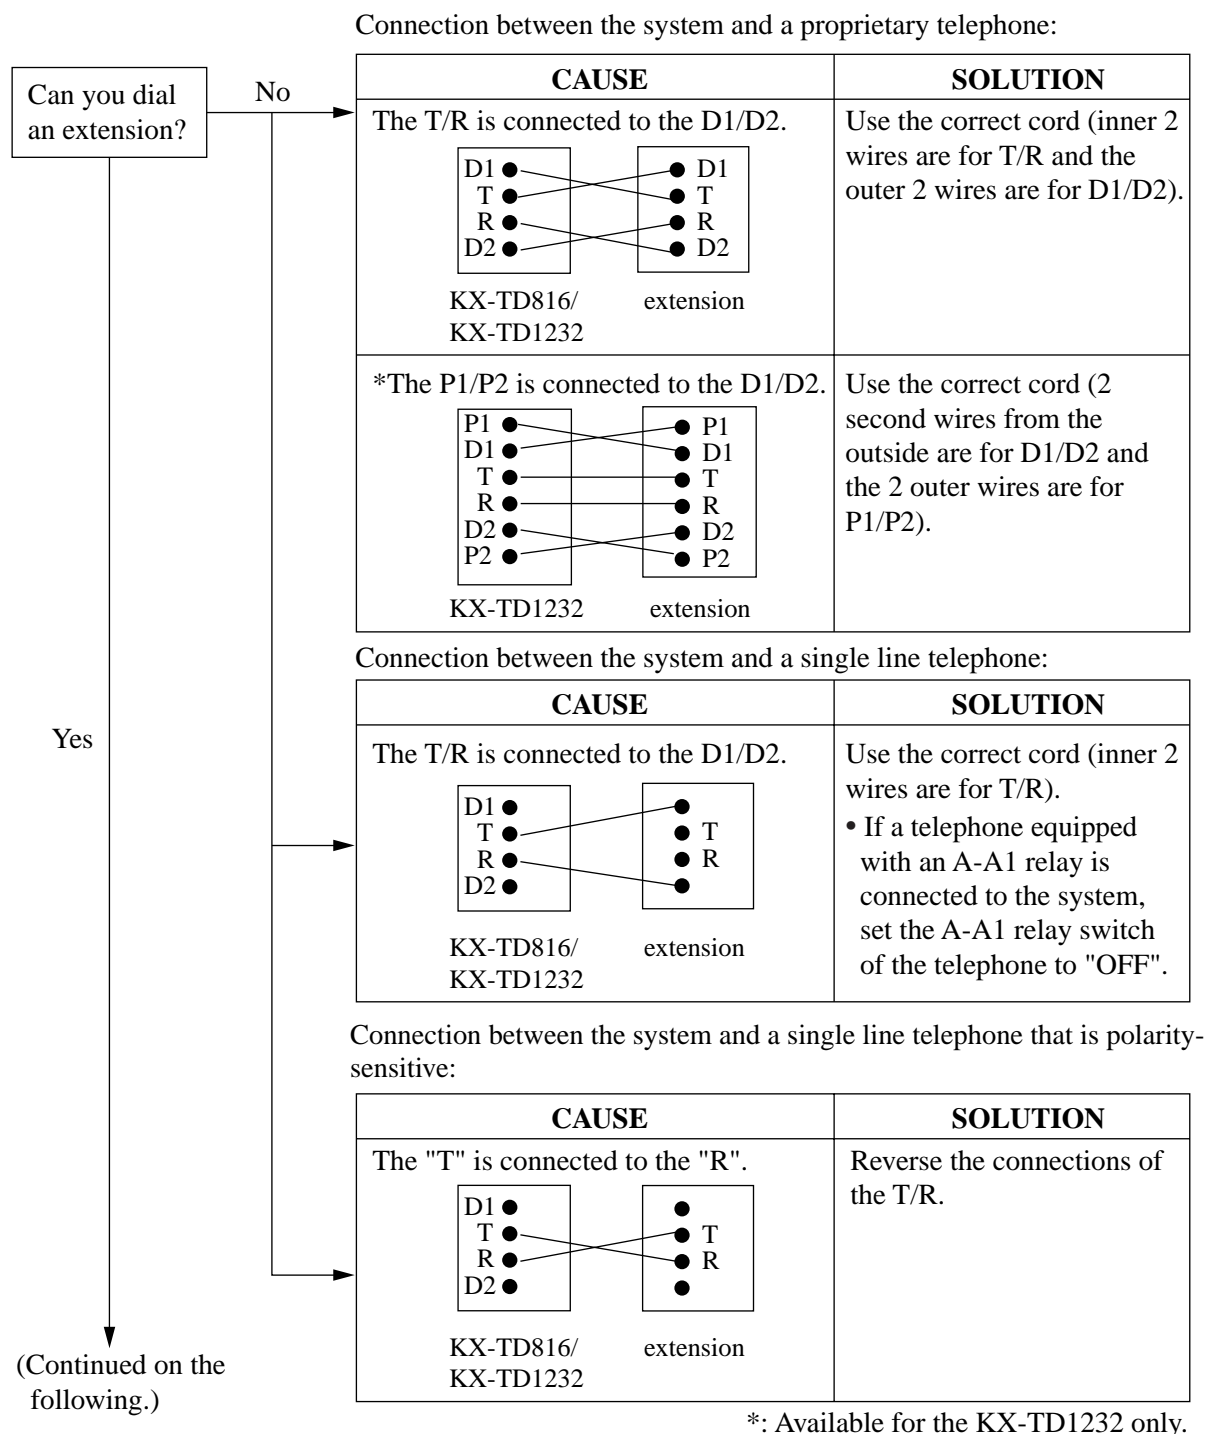 Connection between the system and a proprietary telephone:
Can you dial
an extension?
No
CAUSE
SOLUTION
The T/R is connected to the D1/D2.
D1
T
R
D2
D1
T
R
D2
KX-TD816/
KX-TD1232
extension
Use the correct cord (inner 2
wires are for T/R and the
outer 2 wires are for D1/D2).
*The P1/P2 is connected to the D1/D2.
P1
D1
T
R
D2
P2
P1
D1
T
R
D2
P2
KX-TD1232
extension
Use the correct cord (2
second wires from the
outside are for D1/D2 and
the 2 outer wires are for
P1/P2).
Connection between the system and a single line telephone:
Yes
CAUSE
SOLUTION
The T/R is connected to the D1/D2.
D1
T
R
D2
T
R
KX-TD816/
KX-TD1232
extension
Use the correct cord (inner 2
wires are for T/R).
• If a telephone equipped
with an A-A1 relay is
connected to the system,
set the A-A1 relay switch
of the telephone to "OFF".
Connection between the system and a single line telephone that is polarity-
sensitive:
CAUSE
SOLUTION
The "T" is connected to the "R".
D1
T
R
D2
T
R
KX-TD816/
KX-TD1232
extension
Reverse the connections of
the T/R.
(Continued on the
following.)
*: Available for the KX-TD1232 only.